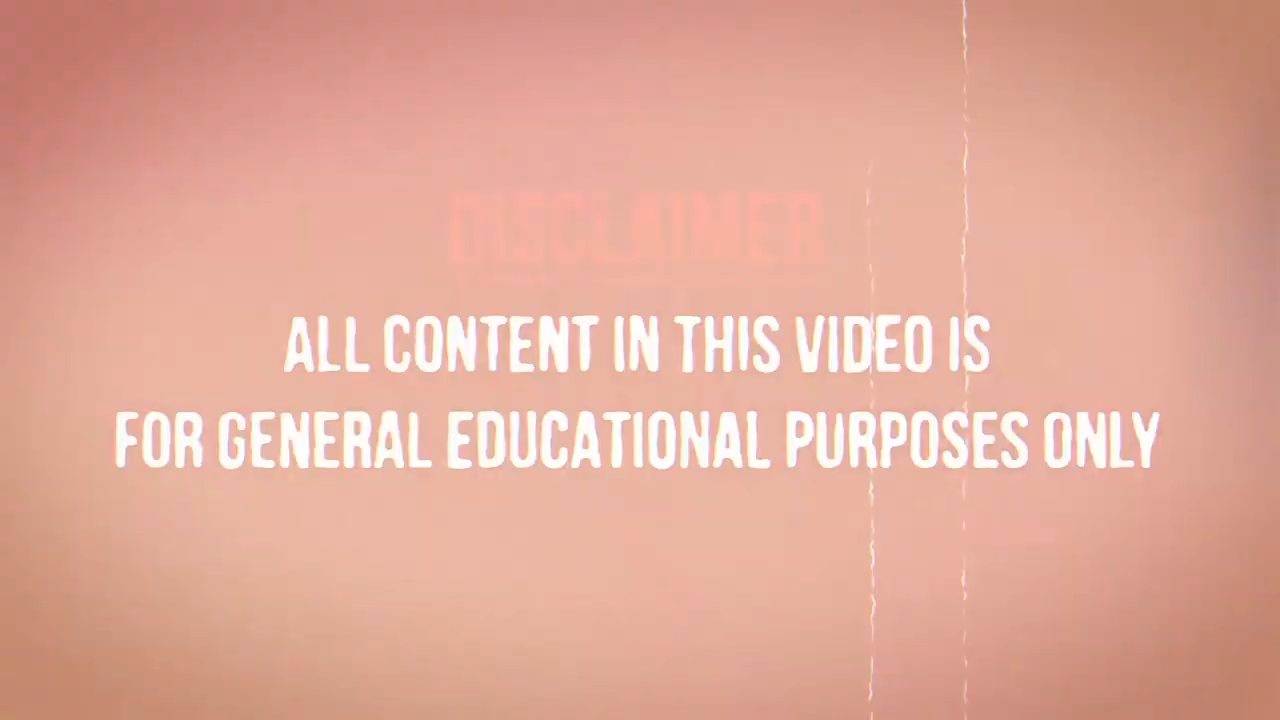 DISCLAIMER
ALL CONTENT IN THIS VIDEO IS
FOR GENERAL EDUCATIONAL PURPOSES ONLY